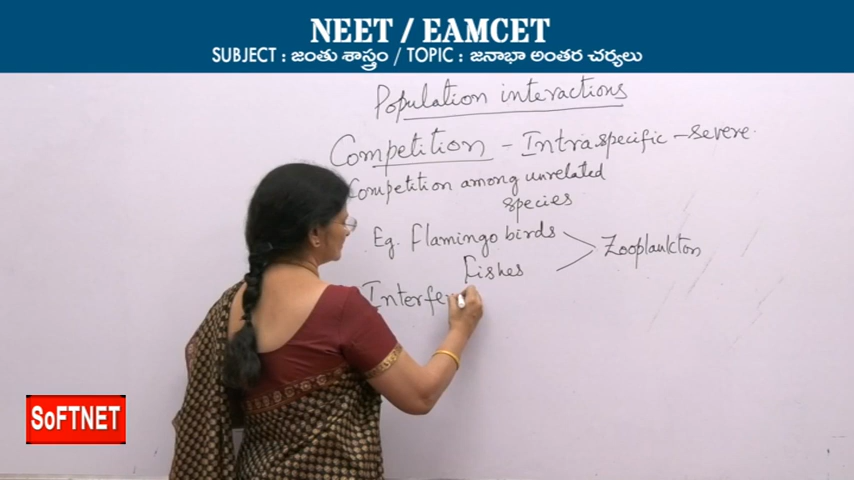 NEET / EAMCET
SUBJECT : జంతు శాస్త్రం / TOPIC : జనాభా అంతర చర్యలు
Population interactions
Competition - Intraspecific - severe
Competition among unrelated
species
Eg. Flamingo birds
Zooplankton
Fishes
Interfe
SoFTNET